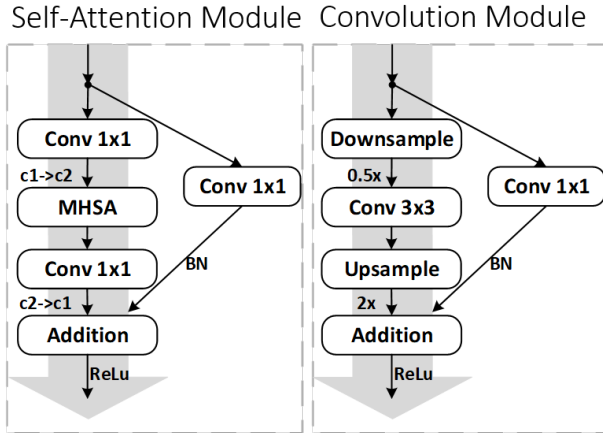 Self-Attention Module
Conv 1x1
c1->c2
MHSA
Conv 1x1
Conv 1x1
BN
c2->c1
Addition
ReLu
Convolution Module
Downsample
0.5x
Conv 3x3
Conv 1x1
Upsample
BN
2x
Addition
ReLu